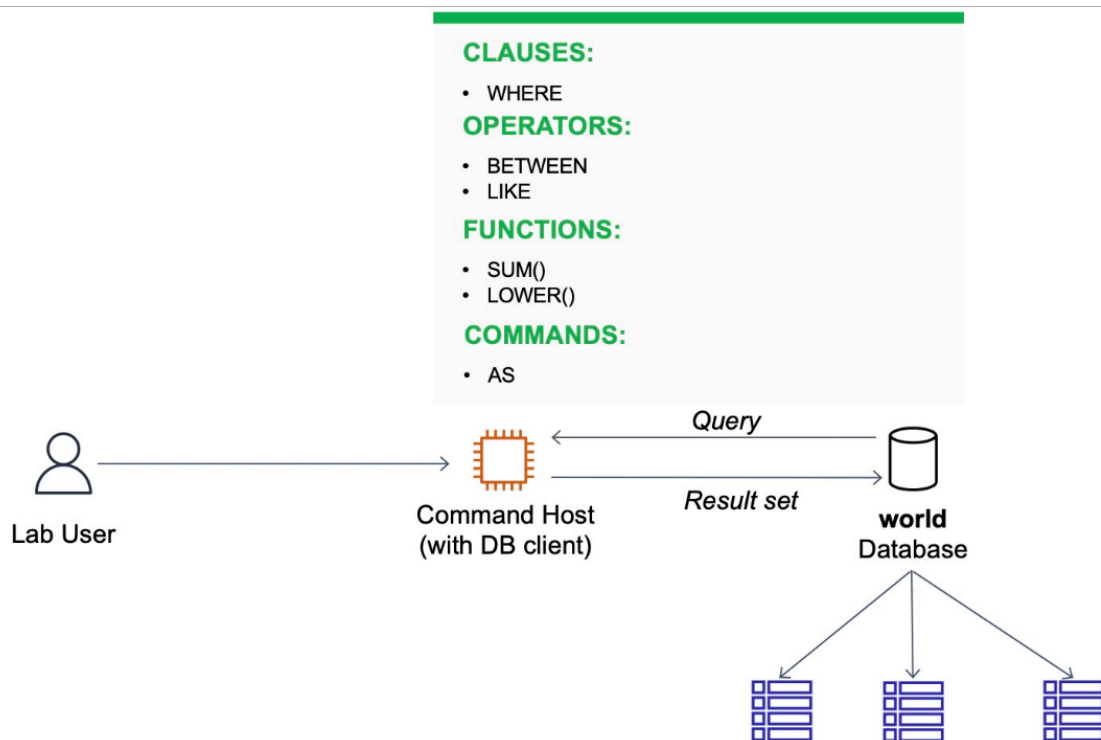 CLAUSES:
• WHERE
OPERATORS:
• BETWEEN
• LIKE
FUNCTIONS:
• SUM()
• LOWER()
COMMANDS:
• AS
Query
Result set
Lab User
Command Host
(with DB client)
world
Database